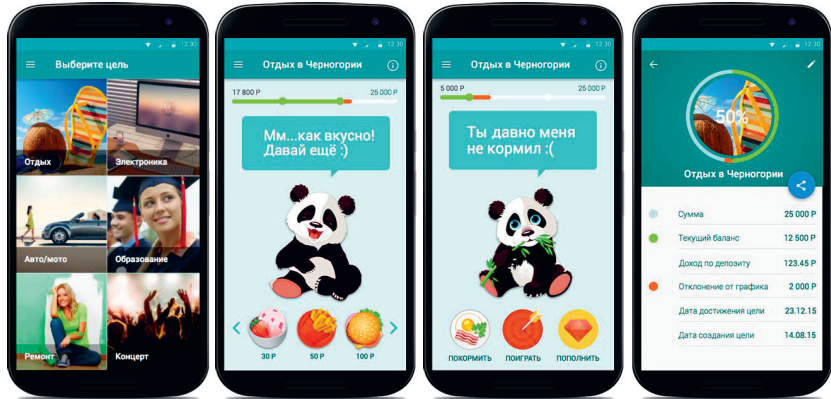 12:30
Выберите цель
Отдых
Электроника
Авто/мото
Образование
Ремонт
Концерт
12:30
Отдых в Черногории
17 800 Р
25 000 Р
Мм...как вкусно!
Давай ещё :)
30 Р
50 Р
100 Р
12:30
Отдых в Черногории
5 000 Р
25 000 Р
Ты давно меня
не кормил :(
ПОКОРМИТЬ
ПОИГРАТЬ
ПОПОЛНИТЬ
12:30
50%
Отдых в Черногории
Сумма 25 000 Р
Текущий баланс 12 500 Р
Доход по депозиту 123.45 Р
Отклонение от графика 2 000 Р
Дата достижения цели 23.12.15
Дата создания цели 14.08.15